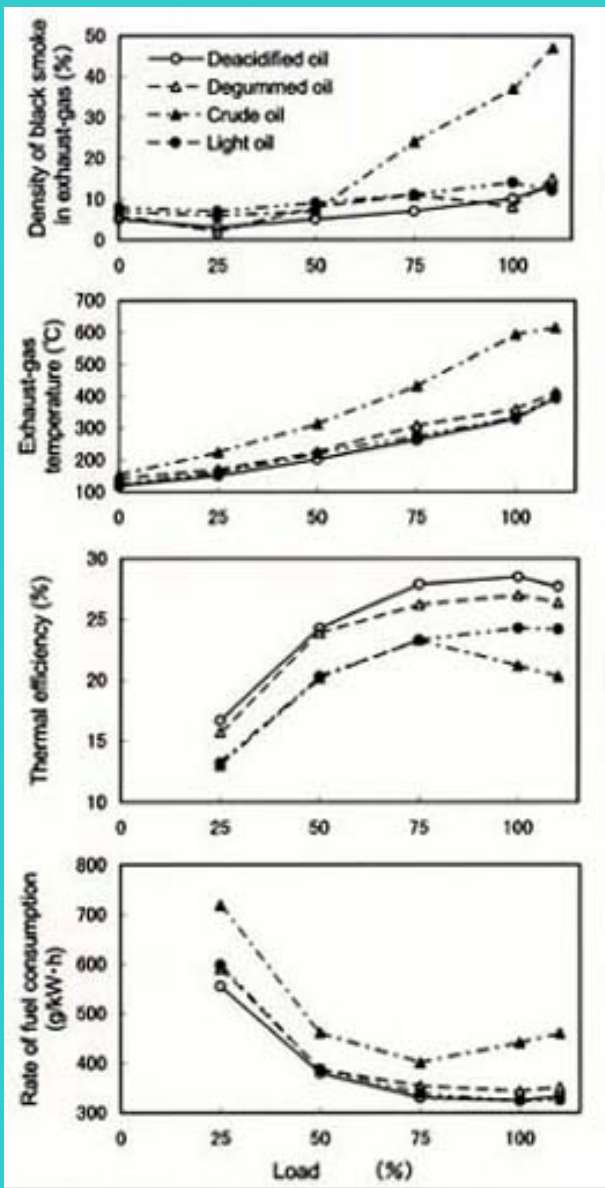 Density of black smoke
in exhaust-gas (%)
50
40
30
20
10
0
Deacidified oil
Degummed oil
Crude oil
Light oil
0 25 50 75 100
Exhaust-gas
temperature (℃)
700
600
500
400
300
200
100
0 25 50 75 100
Thermal efficiency (%)
30
25
20
15
10
0 25 50 75 100
Rate of fuel consumption
(g/kW·h)
800
700
600
500
400
300
0 25 50 75 100
Load (%)